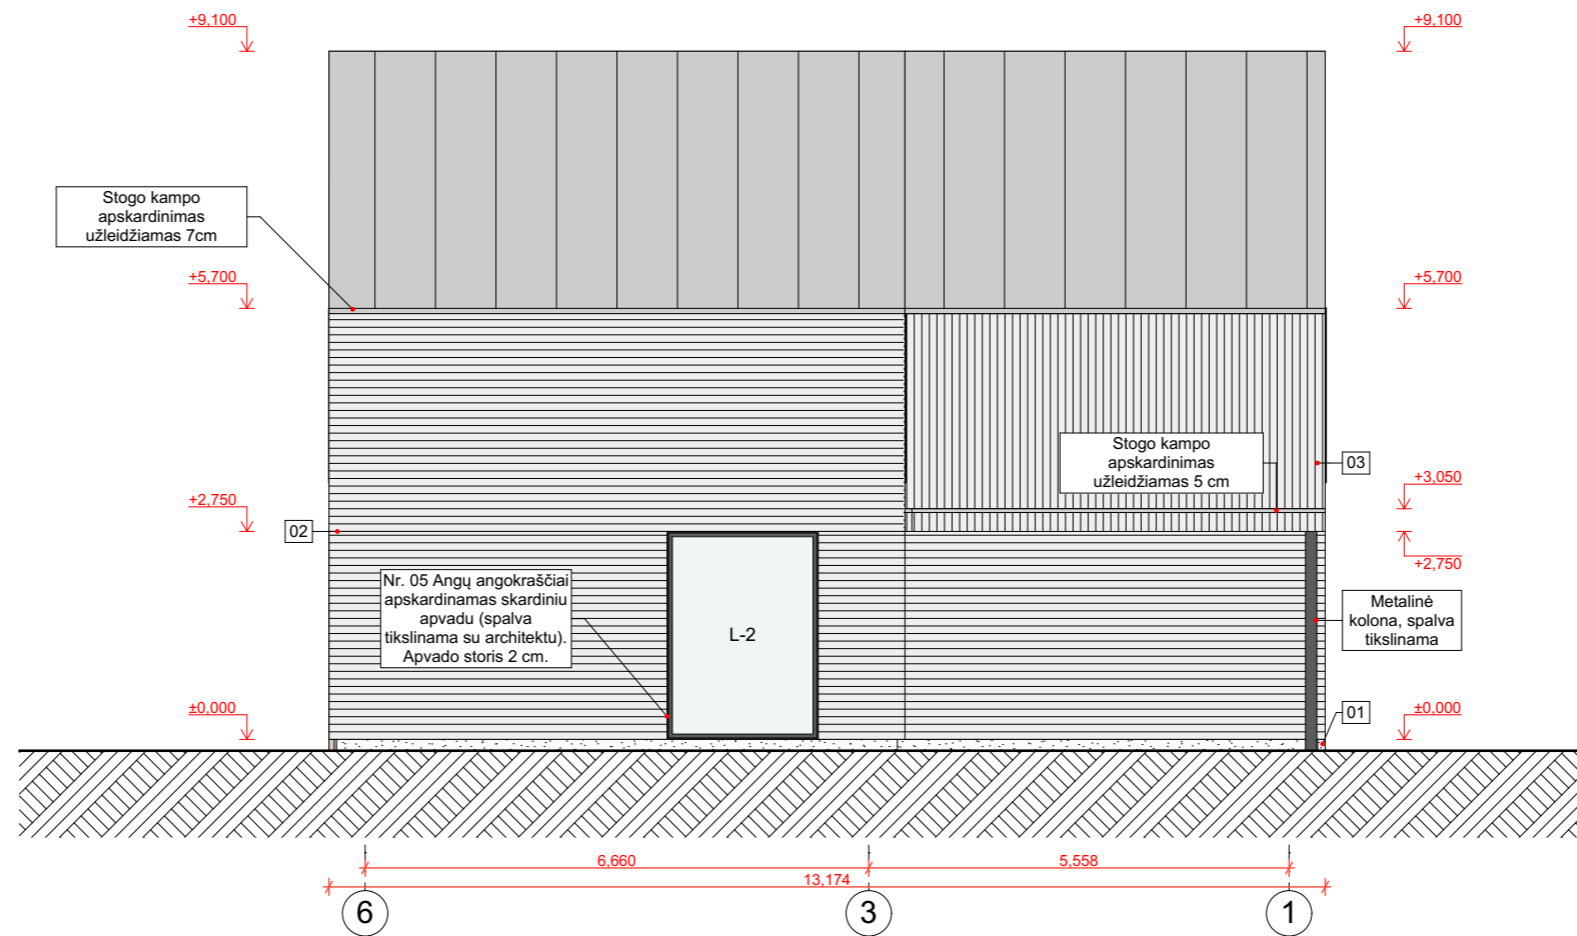 +9,100
+9,100
Stogo kampo
apskardinimas
užleidžiamas 7cm
+5,700
+5,700
Stogo kampo
apskardinimas
užleidžiamas 5 cm
03
+3,050
+2,750
02
+2,750
Nr. 05 Angų angokraščiai
apskardinamas skardiniu
apvadu (spalva
tikslinama su architektu).
Apvado storis 2 cm.
L-2
Metalinė
kolona, spalva
tikslinama
±0,000
01
±0,000
6,660
5,558
13,174
6
3
1